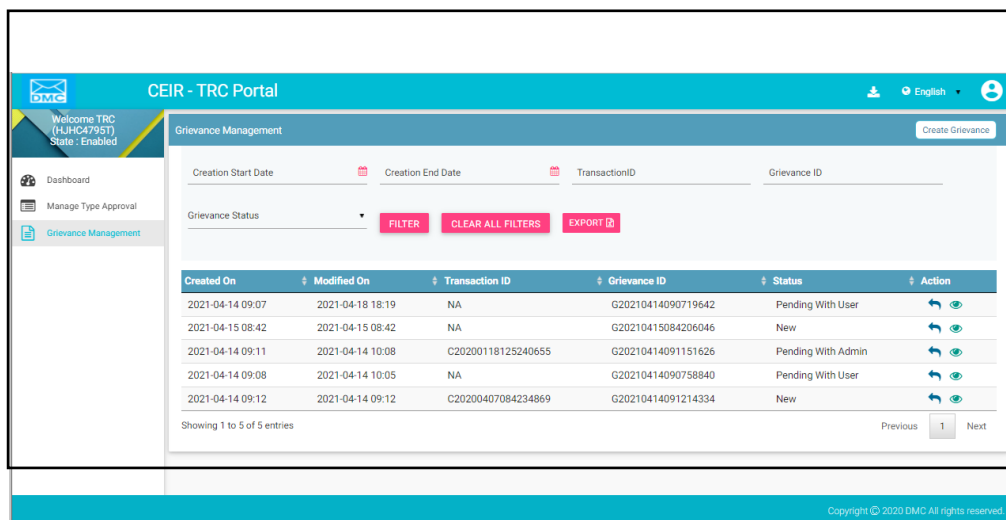 DMC
CEIR - TRC Portal
English
Welcome TRC
(HJHC4795T)
State : Enabled
Grievance Management
Create Grievance
Dashboard
Manage Type Approval
Grievance Management
Creation Start Date Creation End Date TransactionID Grievance ID
Grievance Status FILTER CLEAR ALL FILTERS EXPORT
Created On Modified On Transaction ID Grievance ID Status Action
2021-04-14 09:07 2021-04-18 18:19 NA G20210414090719642 Pending With User
2021-04-15 08:42 2021-04-15 08:42 NA G20210415084206046 New
2021-04-14 09:11 2021-04-14 10:08 C20200118125240655 G20210414091151626 Pending With Admin
2021-04-14 09:08 2021-04-14 10:05 NA G20210414090758840 Pending With User
2021-04-14 09:12 2021-04-14 09:12 C20200407084234869 G20210414091214334 New
Showing 1 to 5 of 5 entries Previous 1 Next
Copyright © 2020 DMC All rights reserved